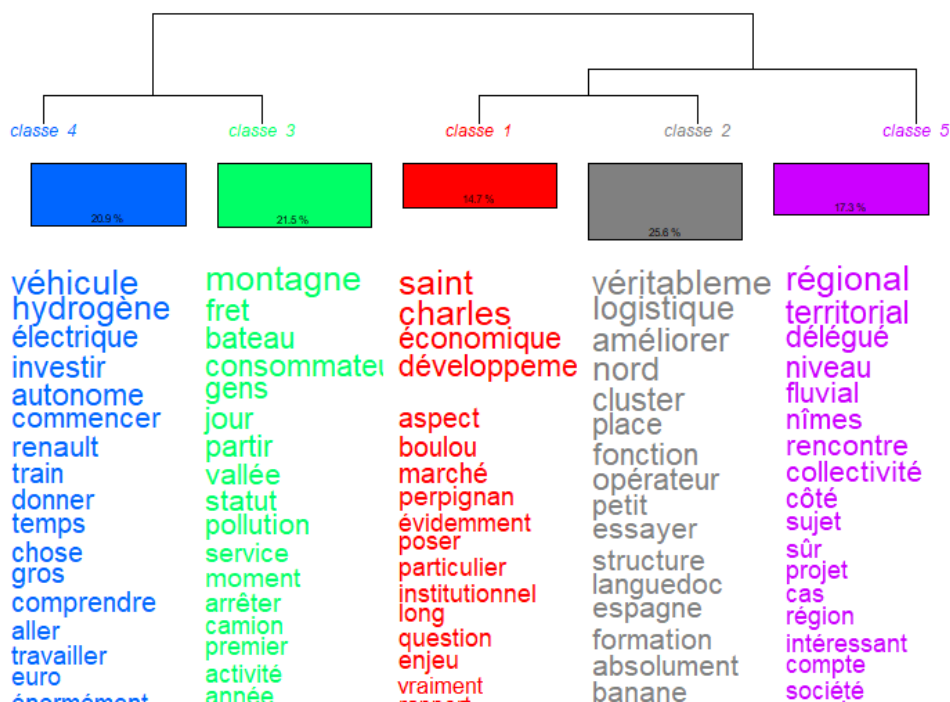 classe 4
classe 3
classe 1
classe 2
classe 5
20.9 %
21.5 %
14.7 %
25.6 %
17.3 %
véhicule
hydrogène
électrique
investir
autonome
commencer
renault
train
donner
temps
chose
gros
comprendre
aller
travailler
euro
énormément
montagne
fret
bateau
consommateu
gens
jour
partir
vallée
statut
pollution
service
moment
arrêter
camion
premier
activité
année
saint
charles
économique
développeme
aspect
boulou
marché
perpignan
évidemment
poser
particulier
institutionnel
long
question
enjeu
vraiment
rapport
véritableme
logistique
améliorer
nord
cluster
place
fonction
opérateur
petit
essayer
structure
languedoc
espagne
formation
absolument
banane
régional
territorial
délégué
niveau
fluvial
nîmes
rencontre
collectivité
côté
sujet
sûr
projet
cas
région
intéressant
compte
société